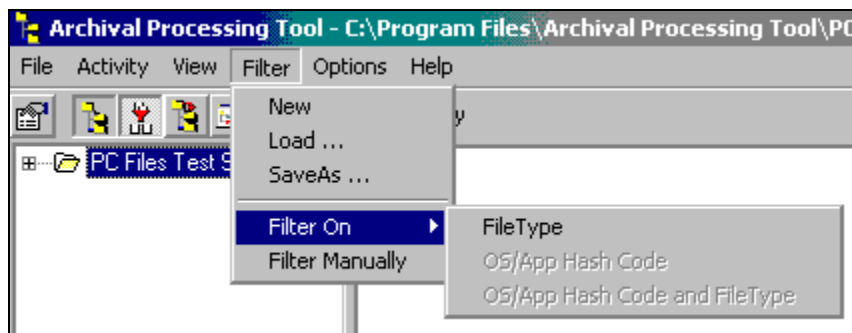 Archival Processing Tool - C:\Program Files\Archival Processing Tool\PC
File Activity View Filter Options Help
New
Load ...
SaveAs ...
Filter On
Filter Manually
FileType
OS/App Hash Code
OS/App Hash Code and FileType
PC Files Test S